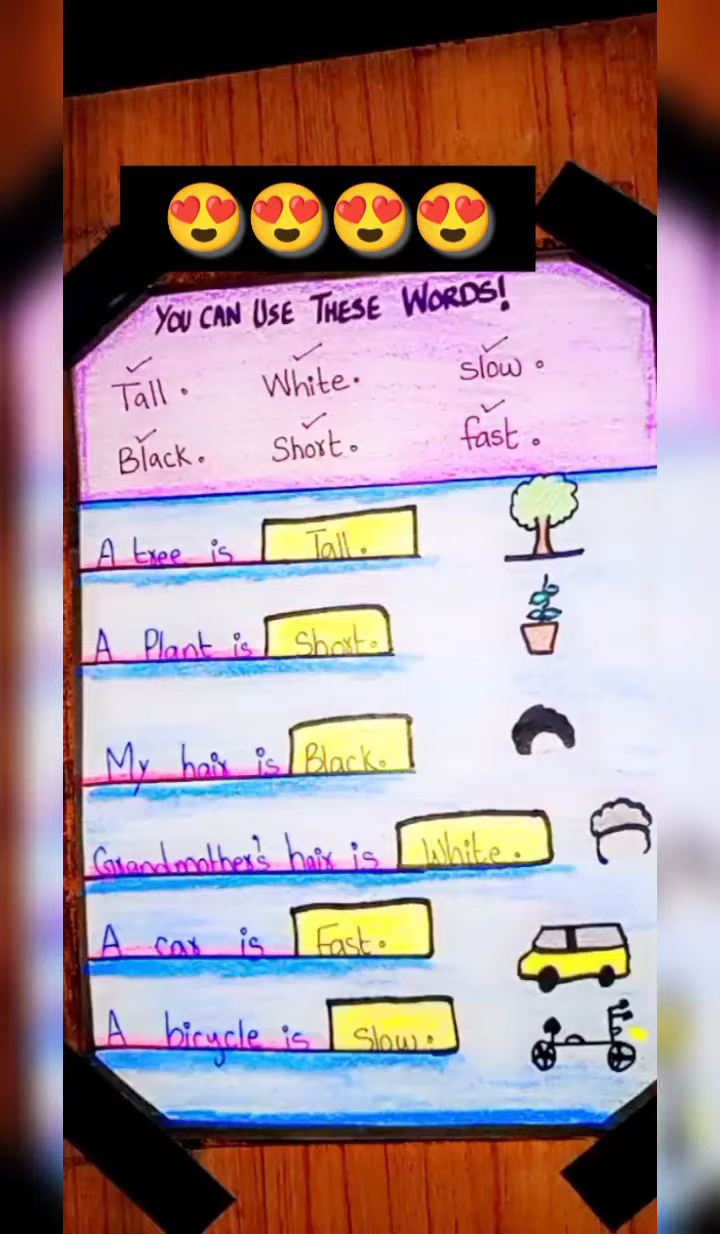 😍😍😍😍
YOU CAN USE THESE WORDS!
Tall. White. slow.
Black. Short. fast.
A tree is Tall.
A Plant is Short.
My hair is Black.
Grandmother's hair is White.
A car is Fast.
A bicycle is Slow.